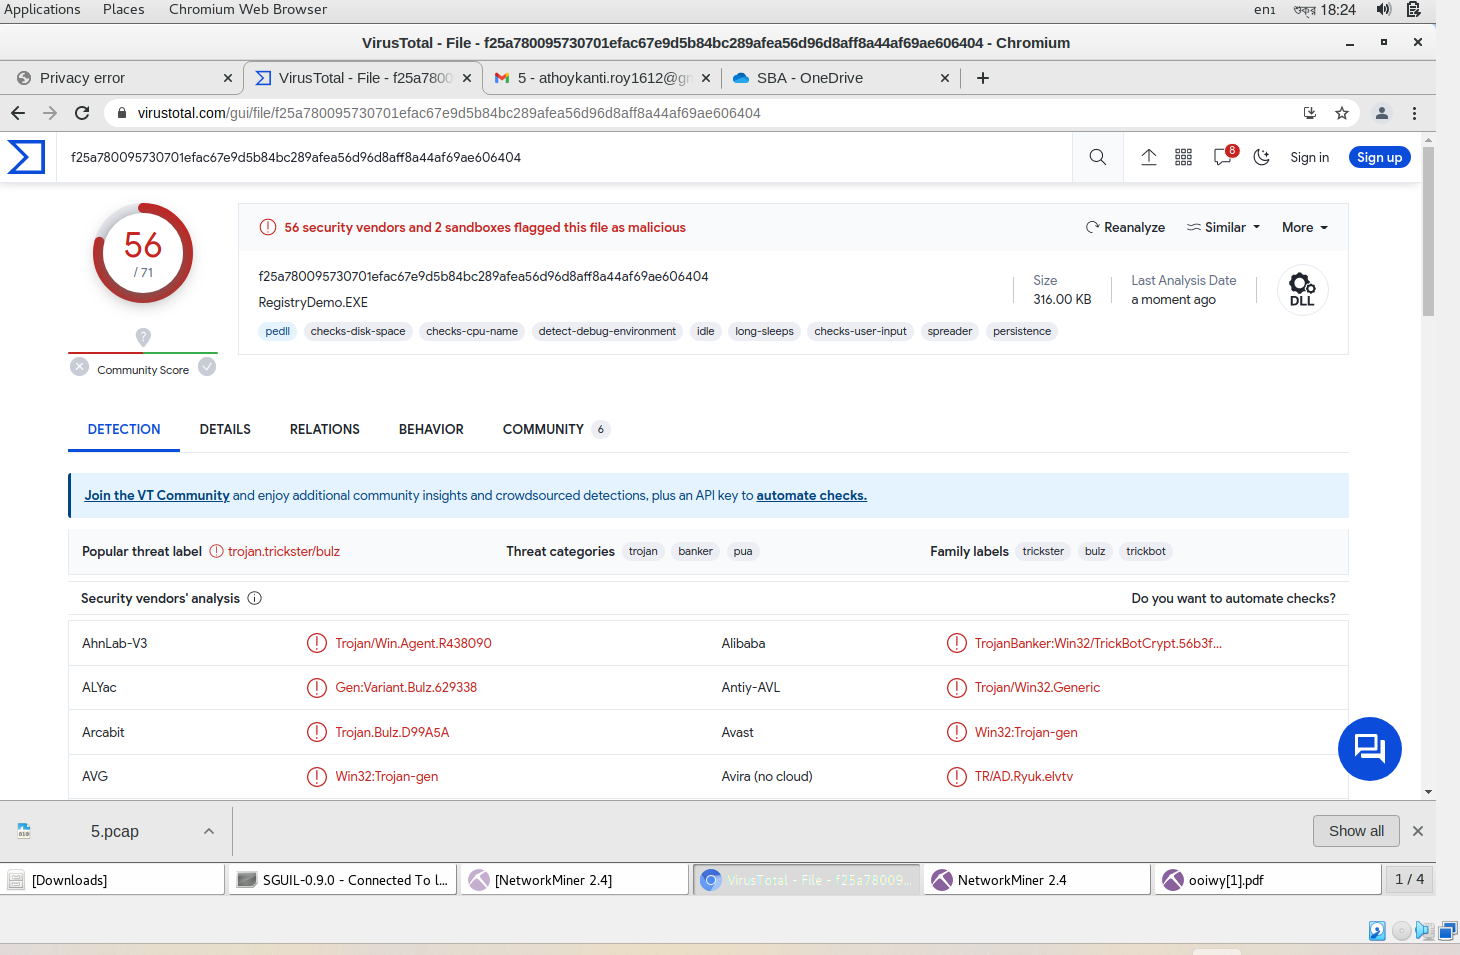 Applications Places Chromium Web Browser en₁ শুক্র 18:24
VirusTotal - File - f25a780095730701efac67e9d5b84bc289afea56d96d8aff8a44af69ae606404 - Chromium
Privacy error VirusTotal - File - f25a7800 5 - athoykanti.roy1612@gm SBA - OneDrive
virustotal.com/gui/file/f25a780095730701efac67e9d5b84bc289afea56d96d8aff8a44af69ae606404
f25a780095730701efac67e9d5b84bc289afea56d96d8aff8a44af69ae606404 8 Sign in Sign up
56
/ 71
56 security vendors and 2 sandboxes flagged this file as malicious Reanalyze Similar More
f25a780095730701efac67e9d5b84bc289afea56d96d8aff8a44af69ae606404
RegistryDemo.EXE
Size
316.00 KB
Last Analysis Date
a moment ago
DLL
pedll checks-disk-space checks-cpu-name detect-debug-environment idle long-sleeps checks-user-input spreader persistence
?
Community Score
DETECTION DETAILS RELATIONS BEHAVIOR COMMUNITY 6
Join the VT Community and enjoy additional community insights and crowdsourced detections, plus an API key to automate checks.
Popular threat label trojan.trickster/bulz Threat categories trojan banker pua Family labels trickster bulz trickbot
Security vendors' analysis Do you want to automate checks?
AhnLab-V3 Trojan/Win.Agent.R438090 Alibaba TrojanBanker:Win32/TrickBotCrypt.56b3f...
ALYac Gen:Variant.Bulz.629338 Antiy-AVL Trojan/Win32.Generic
Arcabit Trojan.Bulz.D99A5A Avast Win32:Trojan-gen
AVG Win32:Trojan-gen Avira (no cloud) TR/AD.Ryuk.elvtv
5.pcap Show all
[Downloads] SGUIL-0.9.0 - Connected To l... [NetworkMiner 2.4] VirusTotal - File - f25a78009... NetworkMiner 2.4 ooiwy[1].pdf 1 / 4